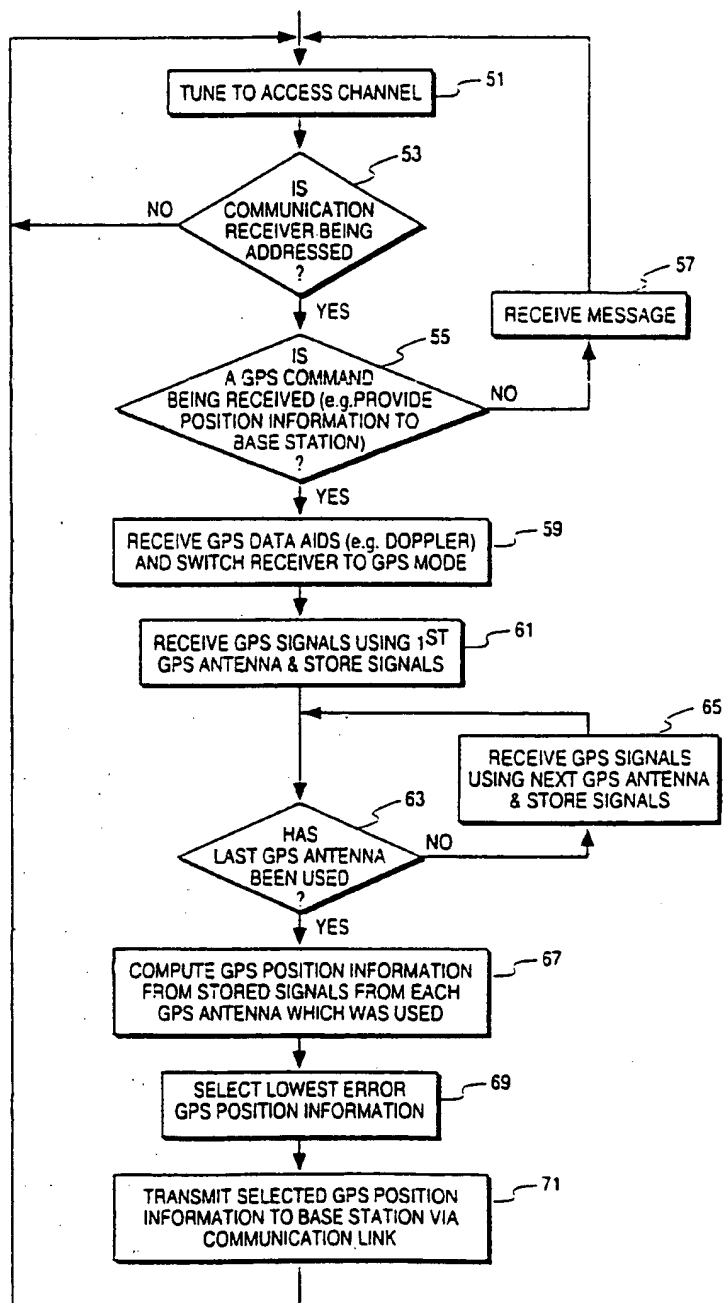 TUNE TO ACCESS CHANNEL
51
53
IS
COMMUNICATION
RECEIVER BEING
ADDRESSED
?
NO
YES
57
RECEIVE MESSAGE
55
IS
A GPS COMMAND
BEING RECEIVED (e.g.PROVIDE
POSITION INFORMATION TO
BASE STATION)
?
NO
YES
RECEIVE GPS DATA AIDS (e.g. DOPPLER)
AND SWITCH RECEIVER TO GPS MODE
59
RECEIVE GPS SIGNALS USING 1ST
GPS ANTENNA & STORE SIGNALS
61
65
RECEIVE GPS SIGNALS
USING NEXT GPS ANTENNA
& STORE SIGNALS
63
HAS
LAST GPS ANTENNA
BEEN USED
?
NO
YES
COMPUTE GPS POSITION INFORMATION
FROM STORED SIGNALS FROM EACH
GPS ANTENNA WHICH WAS USED
67
SELECT LOWEST ERROR
GPS POSITION INFORMATION
69
TRANSMIT SELECTED GPS POSITION
INFORMATION TO BASE STATION VIA
COMMUNICATION LINK
71